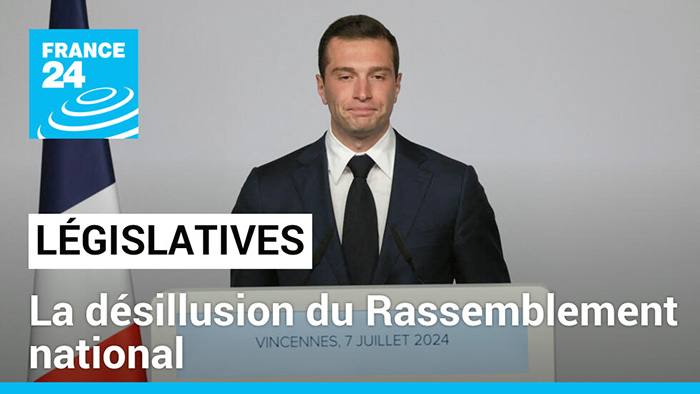 FRANCE
24
LÉGISLATIVES
La désillusion du Rassemblement
national
VINCENNES, 7 JUILLET 2024